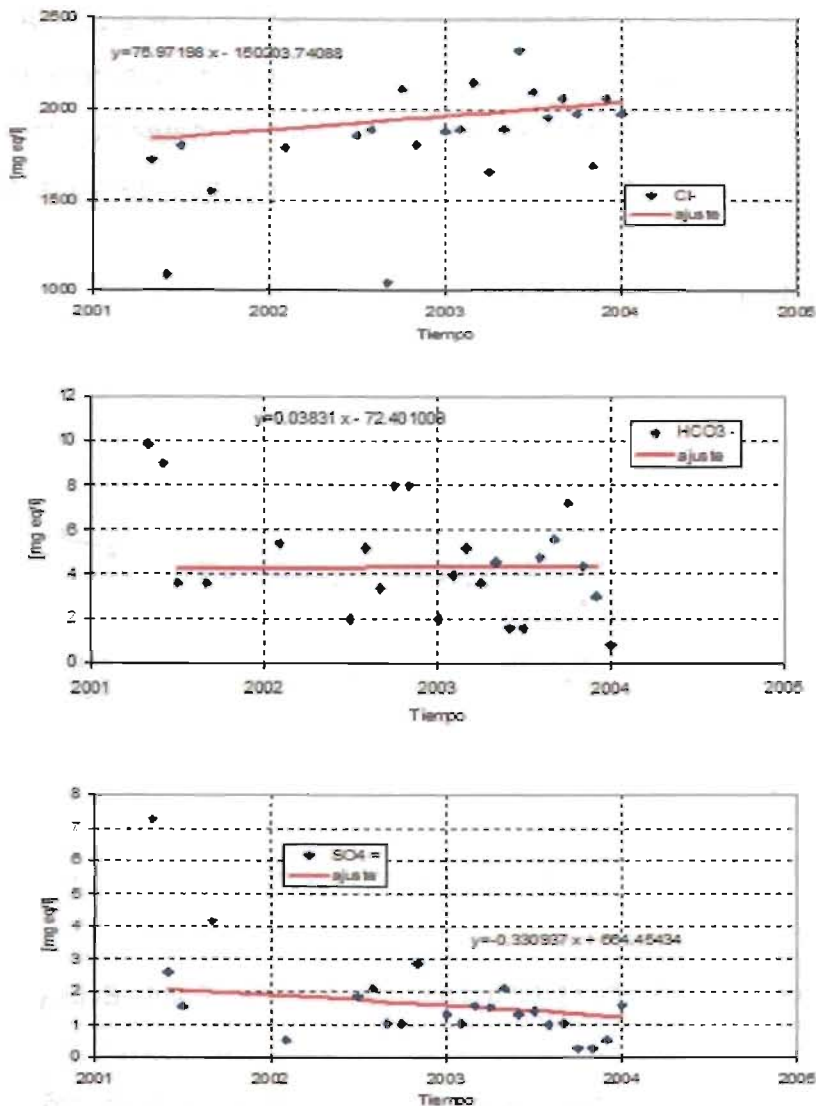 2500
y=75.97198 x - 150203.74088
2000
[mg eq/l]
1500
Cl-
ajuste
1000
2001
2002
2003
2004
2005
Tiempo
12
y=0.03831 x - 72.401008
HCO3 -
ajuste
10
8
[mg eq/l]
6
4
2
0
2001
2002
2003
2004
2005
Tiempo
8
7
SO4 =
ajuste
6
5
[mg eq/l]
4
y=-0.330937 x + 664.45434
3
2
1
0
2001
2002
2003
2004
2005
Tiempo